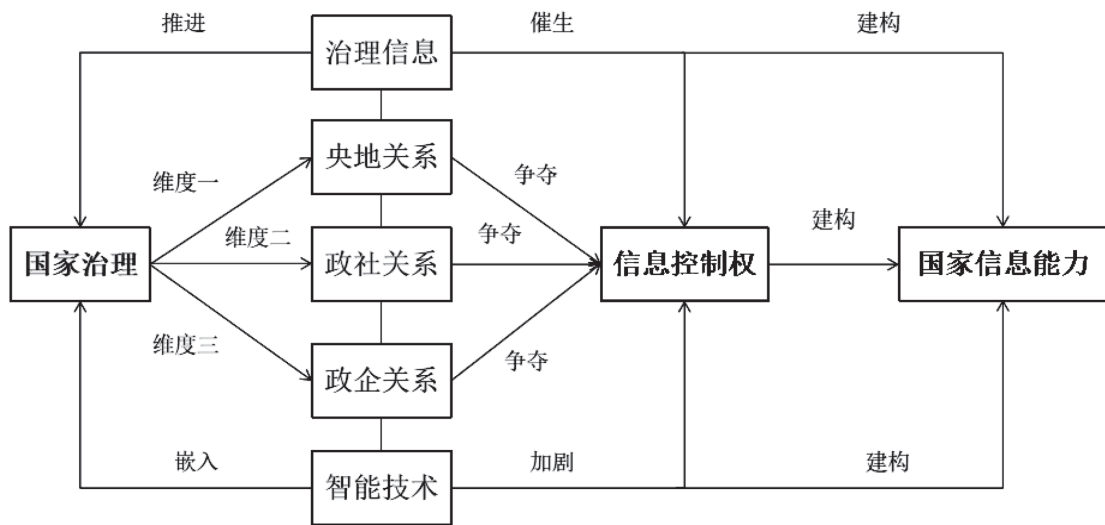 推进
治理信息
催生
建构
央地关系
维度一
争夺
维度二
争夺
建构
国家治理
政社关系
信息控制权
国家信息能力
维度三
争夺
政企关系
嵌入
智能技术
加剧
建构